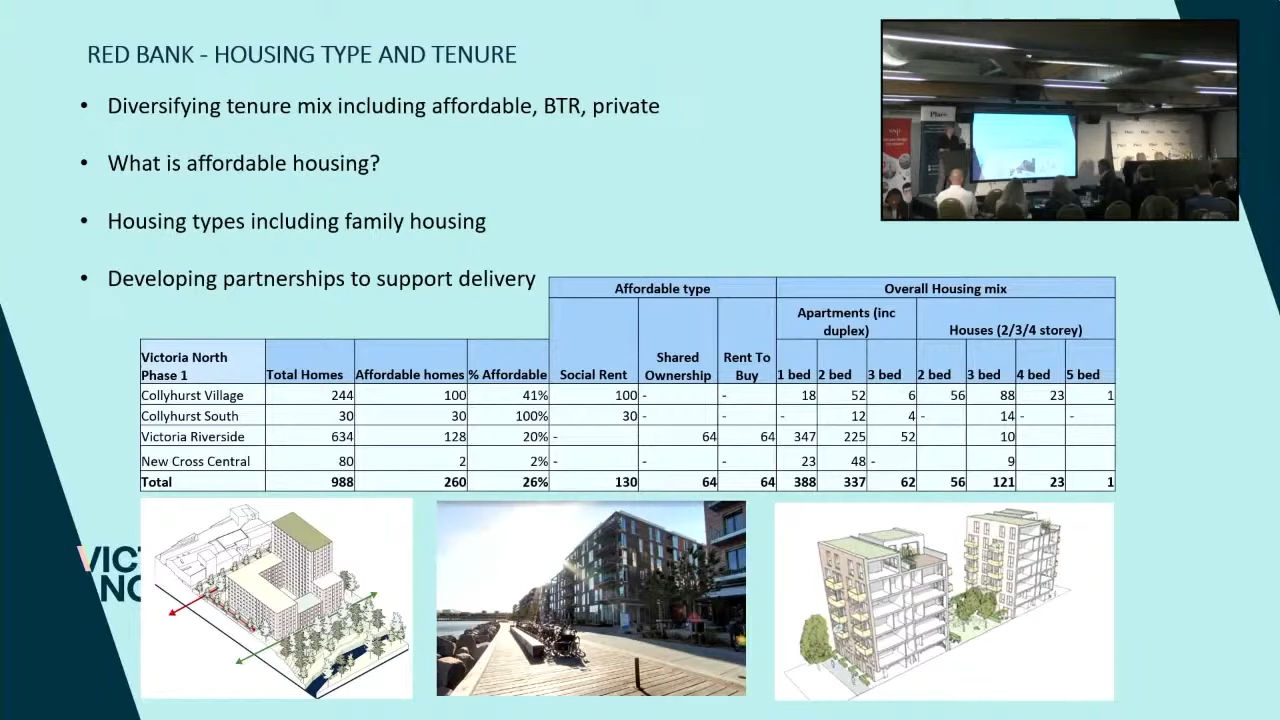 RED BANK - HOUSING TYPE AND TENURE
• Diversifying tenure mix including affordable, BTR, private
• What is affordable housing?
• Housing types including family housing
• Developing partnerships to support delivery
Affordable type Overall Housing mix
Apartments (inc
duplex) Houses (2/3/4 storey)
Victoria North
Phase 1 Total Homes Affordable homes % Affordable Social Rent Shared
Ownership Rent To
Buy 1 bed 2 bed 3 bed 2 bed 3 bed 4 bed 5 bed
Collyhurst Village 244 100 41% 100 - - 18 52 6 56 88 23 1
Collyhurst South 30 30 100% 30 - - - 12 4 - 14 - -
Victoria Riverside 634 128 20% - 64 64 347 225 52 10
New Cross Central 80 2 2% - - - 23 48 - 9
Total 988 260 26% 130 64 64 388 337 62 56 121 23 1
VICT
NO
Place